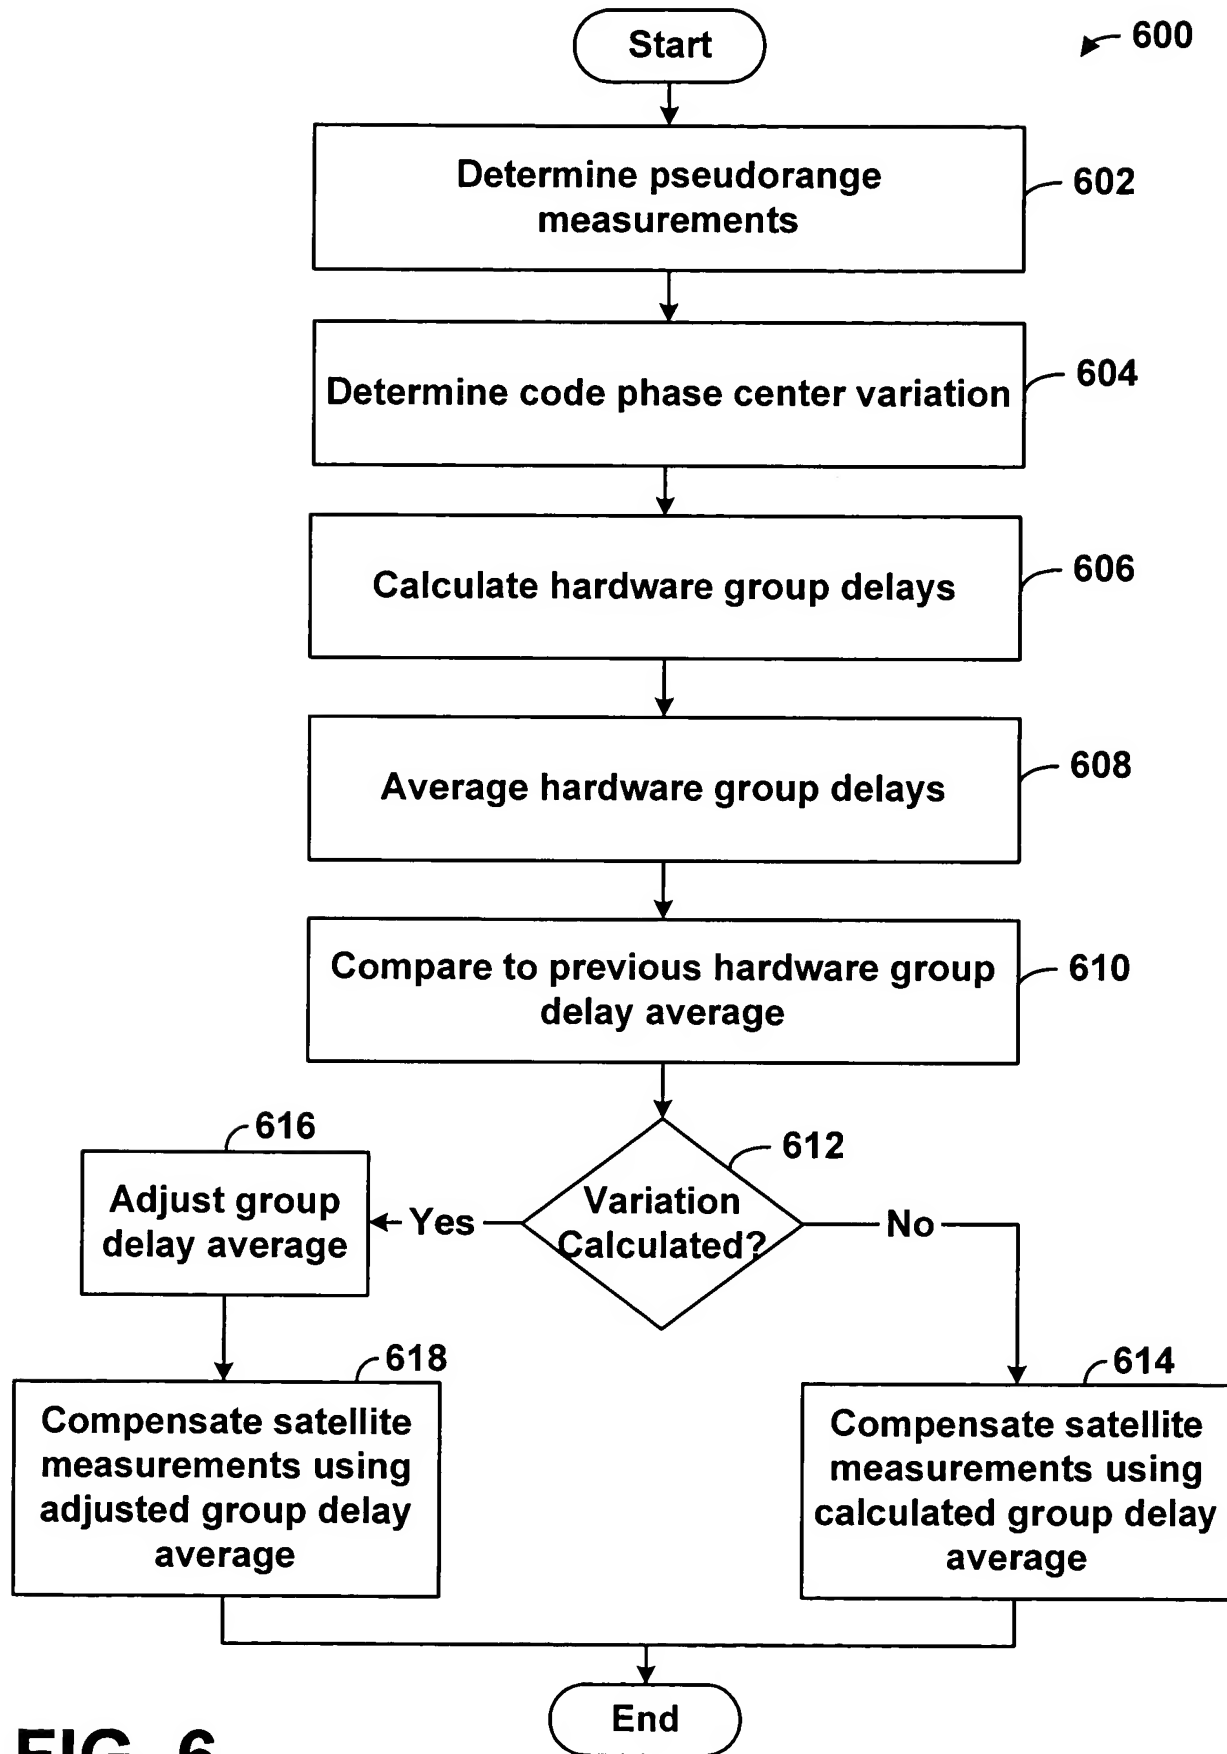 Start
600
Determine pseudorange
measurements
602
Determine code phase center variation
604
Calculate hardware group delays
606
Average hardware group delays
608
Compare to previous hardware group
delay average
610
Variation
Calculated?
612
Yes
No
616
Adjust group
delay average
618
Compensate satellite
measurements using
adjusted group delay
average
614
Compensate satellite
measurements using
calculated group delay
average
End
FIG. 6